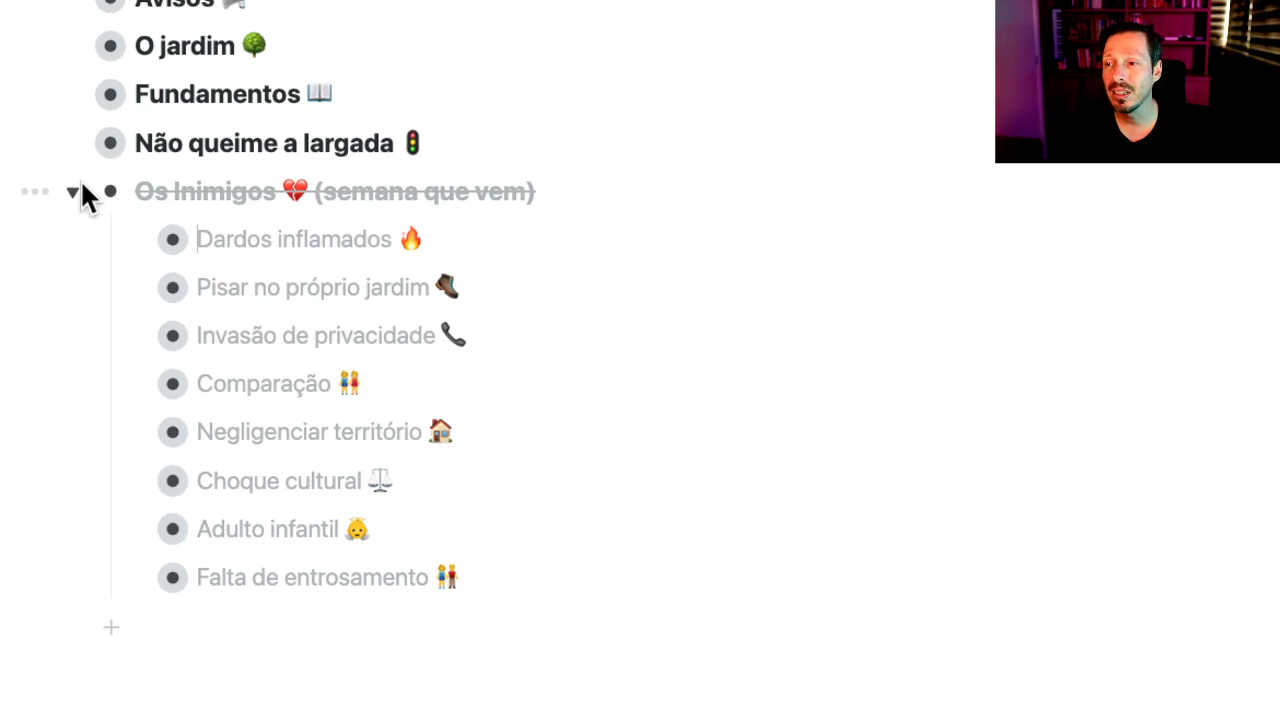 Avisos
O jardim 🌳
Fundamentos 📖
Não queime a largada 🚦
Os Inimigos 💔 (semana que vem)
Dardos inflamados 🔥
Pisar no próprio jardim 🥾
Invasão de privacidade 📞
Comparação 👭
Negligenciar território 🏠
Choque cultural ⚖️
Adulto infantil 👼
Falta de entrosamento 👫